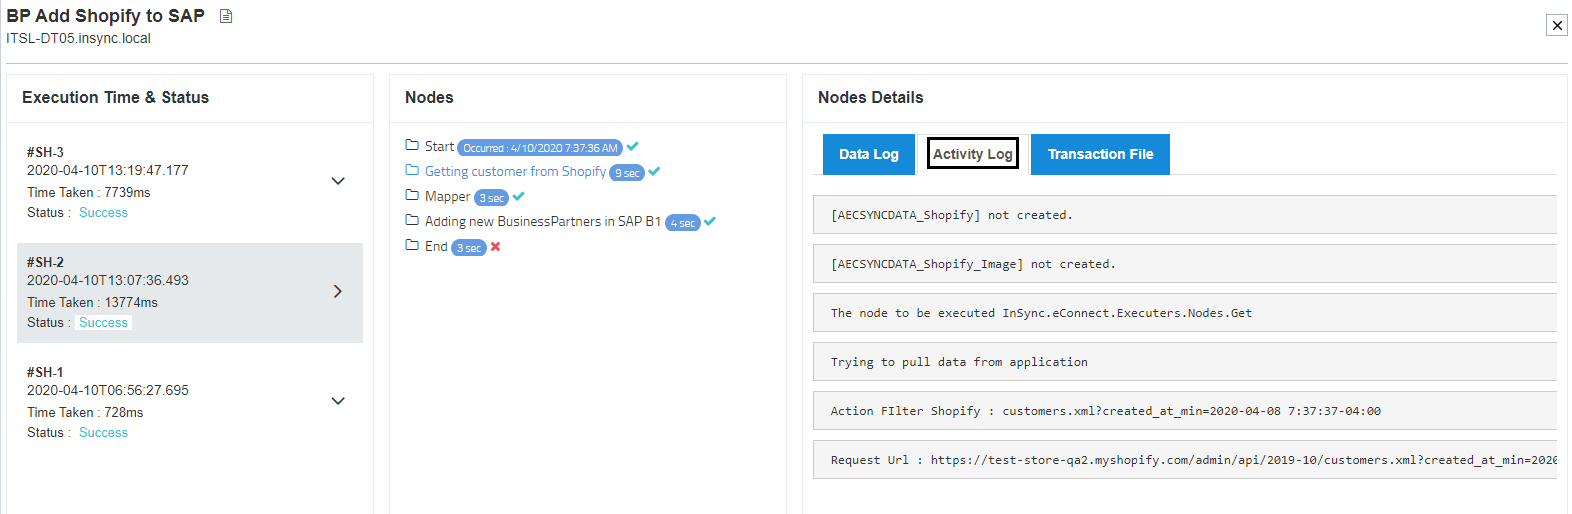 BP Add Shopify to SAP
ITSL-DT05.insync.local
Execution Time & Status
#SH-3
2020-04-10T13:19:47.177
Time Taken : 7739ms
Status : Success
#SH-2
2020-04-10T13:07:36.493
Time Taken : 13774ms
Status : Success
#SH-1
2020-04-10T06:56:27.695
Time Taken : 728ms
Status : Success
Nodes
Start Occurred : 4/10/2020 7:37:36 AM
Getting customer from Shopify 9 sec
Mapper 3 sec
Adding new BusinessPartners in SAP B1 4 sec
End 3 sec
Nodes Details
Data Log Activity Log Transaction File
[AECSYNCDATA_Shopify] not created.
[AECSYNCDATA_Shopify_Image] not created.
The node to be executed InSync.eConnect.Executers.Nodes.Get
Trying to pull data from application
Action FIlter Shopify : customers.xml?created_at_min=2020-04-08 7:37:37-04:00
Request Url : https://test-store-qa2.myshopify.com/admin/api/2019-10/customers.xml?created_at_min=2020